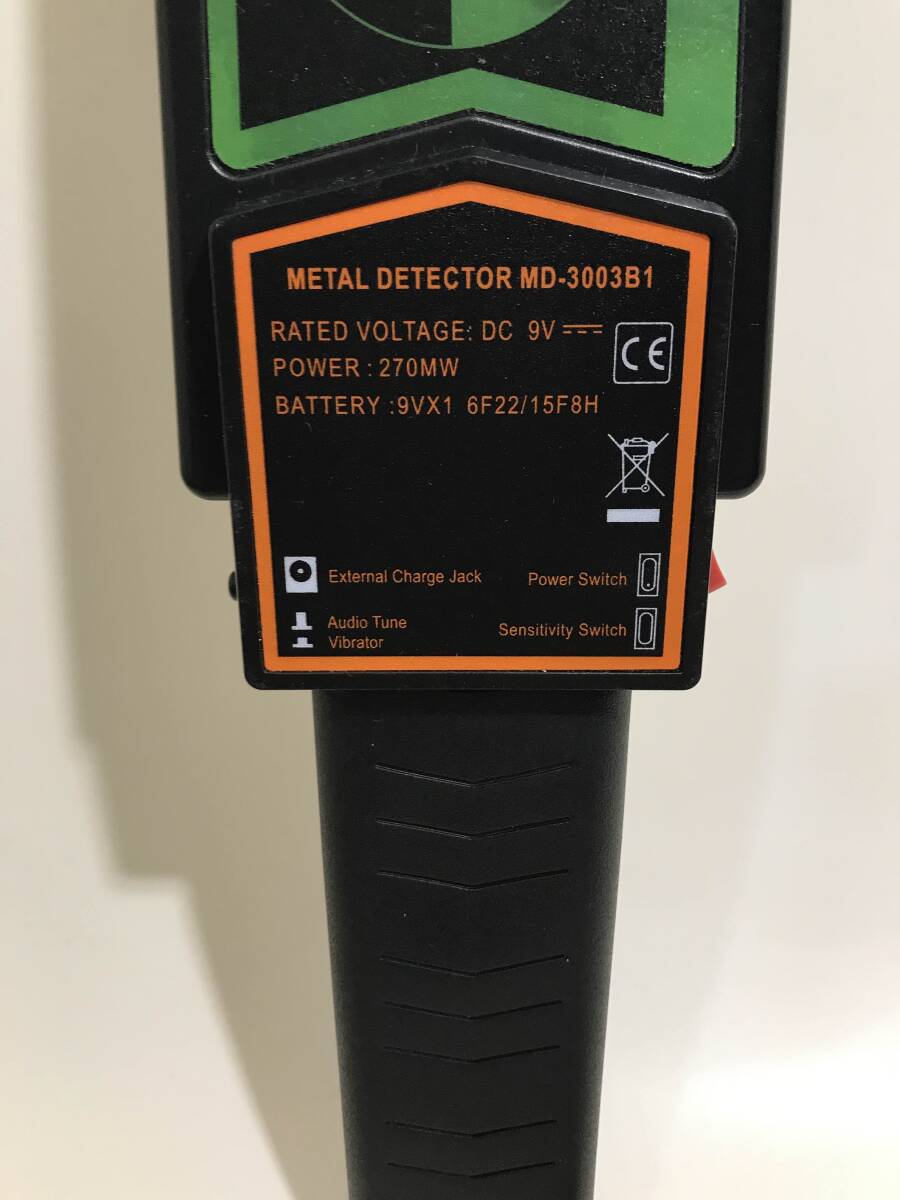 METAL DETECTOR MD-3003B1
RATED VOLTAGE: DC 9V
POWER : 270MW
BATTERY :9VX1 6F22/15F8H
CE
External Charge Jack
Power Switch
Audio Tune
Vibrator
Sensitivity Switch